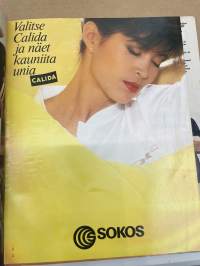 Valitse
Calida
ja näet
kauniita
unia
CALIDA
SOKOS